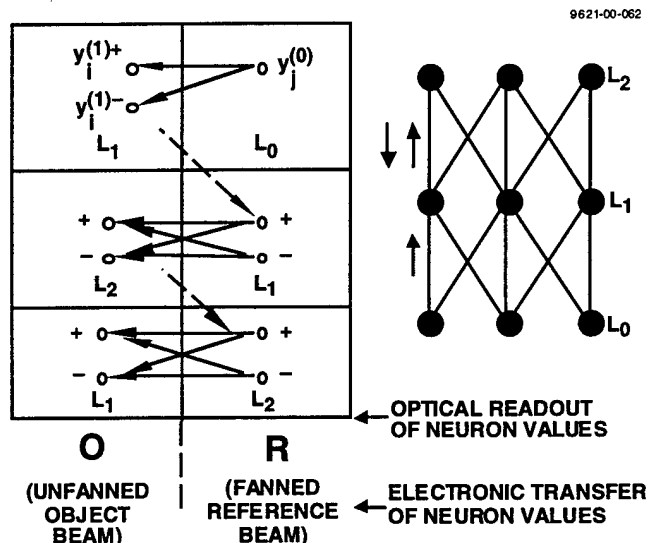 9621-00-062
y_i^(1)+
y_j^(0)
y_i^(1)-
L1
L0
+ +
- -
L2
L1
+ +
- -
L1
L2
L2
L1
L0
OPTICAL READOUT
OF NEURON VALUES
O
R
(UNFANNED
OBJECT
BEAM)
(FANNED
REFERENCE
BEAM)
ELECTRONIC TRANSFER
OF NEURON VALUES